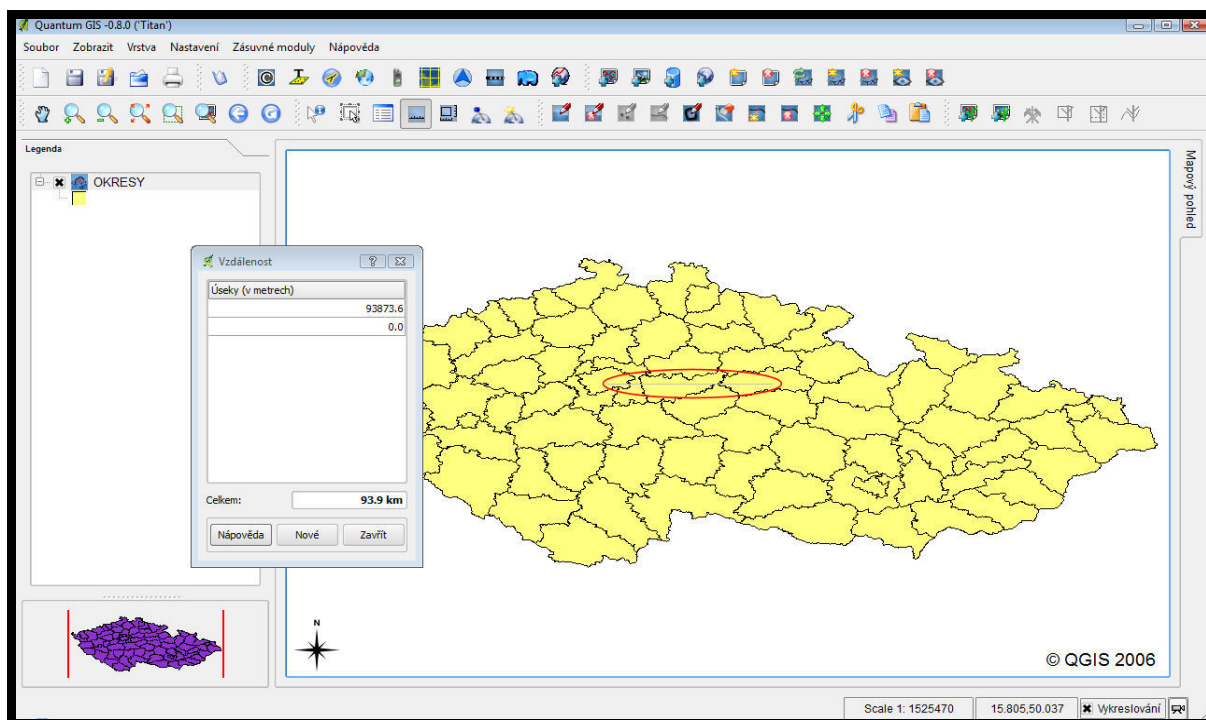 Quantum GIS -0.8.0 ('Titan')
Soubor Zobrazit Vrstva Nastavení Zásuvné moduly Nápověda
Legenda
OKRESY
Mapový pohled
Vzdálenost
Úseky (v metrech)
93873.6
0.0
Celkem: 93.9 km
Nápověda Nové Zavřít
N
© QGIS 2006
Scale 1: 1525470 15.805,50.037 Vykreslování